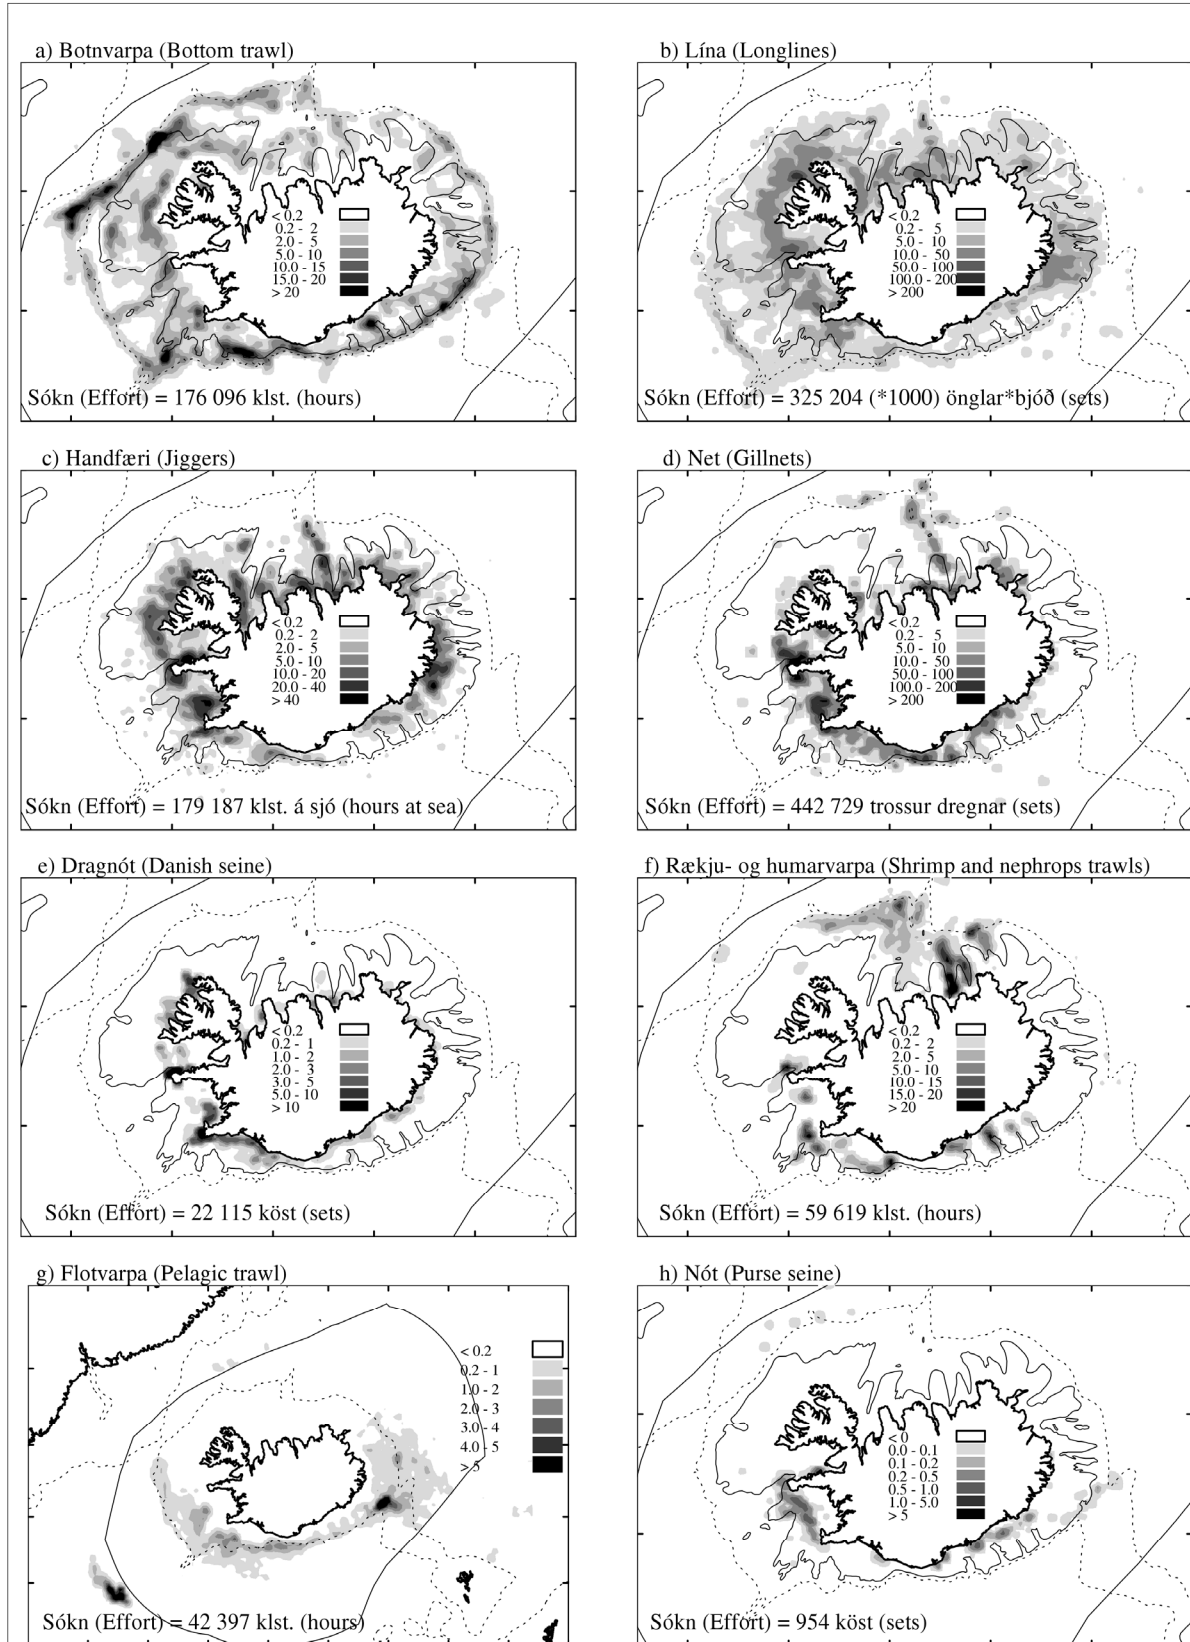 a) Botnvarpa (Bottom trawl)
< 0.2
0.2 - 2
2.0 - 5
5.0 - 10
10.0 - 15
15.0 - 20
> 20
Sókn (Effort) = 176 096 klst. (hours)
b) Lína (Longlines)
< 0.2
0.2 - 5
5.0 - 10
10.0 - 50
50.0 - 100
100.0 - 200
> 200
Sókn (Effort) = 325 204 (*1000) önglar*bjóð (sets)
c) Handfæri (Jiggers)
< 0.2
0.2 - 2
2.0 - 5
5.0 - 10
10.0 - 20
20.0 - 40
> 40
Sókn (Effort) = 179 187 klst. á sjó (hours at sea)
d) Net (Gillnets)
< 0.2
0.2 - 5
5.0 - 10
10.0 - 50
50.0 - 100
100.0 - 200
> 200
Sókn (Effort) = 442 729 trossur dregnar (sets)
e) Dragnót (Danish seine)
< 0.2
0.2 - 1
1.0 - 2
2.0 - 3
3.0 - 5
5.0 - 10
> 10
Sókn (Effort) = 22 115 köst (sets)
f) Rækju- og humarvarpa (Shrimp and nephrops trawls)
< 0.2
0.2 - 2
2.0 - 5
5.0 - 10
10.0 - 15
15.0 - 20
> 20
Sókn (Effort) = 59 619 klst. (hours)
g) Flotvarpa (Pelagic trawl)
< 0.2
0.2 - 1
1.0 - 2
2.0 - 3
3.0 - 4
4.0 - 5
> 5
Sókn (Effort) = 42 397 klst. (hours)
h) Nót (Purse seine)
< 0
0.0 - 0.1
0.1 - 0.2
0.2 - 0.5
0.5 - 1.0
1.0 - 5.0
> 5
Sókn (Effort) = 954 köst (sets)